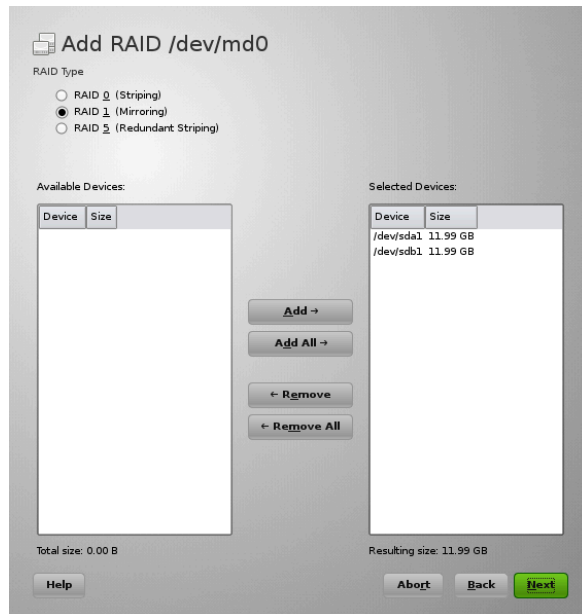 Add RAID /dev/md0
RAID Type
RAID 0 (Striping)
RAID 1 (Mirroring)
RAID 5 (Redundant Striping)
Available Devices:
Device Size
Selected Devices:
Device Size
/dev/sda1 11.99 GB
/dev/sdb1 11.99 GB
Add →
Add All →
← Remove
← Remove All
Total size: 0.00 B
Resulting size: 11.99 GB
Help
Abort
Back
Next